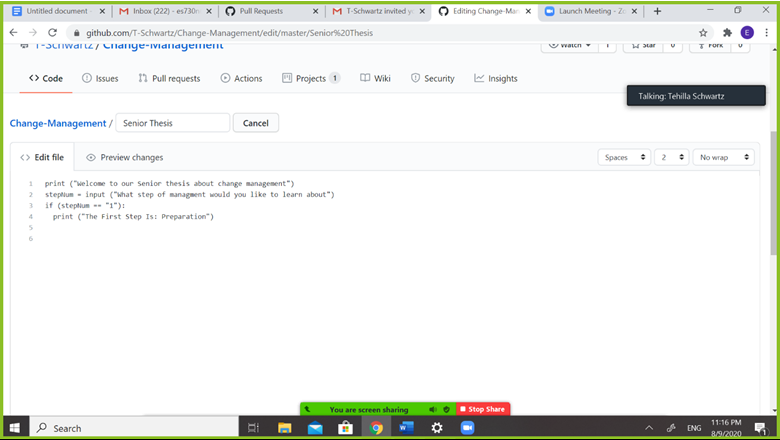 Untitled document -
Inbox (222) - es730m
Pull Requests
T-Schwartz invited yo
Editing Change-Man
Launch Meeting - Zo
github.com/T-Schwartz/Change-Management/edit/master/Senior%20Thesis
E
T-Schwartz / Change-Management
Watch 1
Star 0
Fork 0
<> Code
Issues
Pull requests
Actions
Projects 1
Wiki
Security
Insights
Talking: Tehilla Schwartz
Change-Management / Senior Thesis Cancel
<> Edit file
Preview changes
Spaces
2
No wrap
1 print ("Welcome to our Senior thesis about change management")
2 stepNum = input ("What step of managment would you like to learn about")
3 if (stepNum == "1"):
4 print ("The First Step Is: Preparation")
5
6
You are screen sharing
Stop Share
Search
ENG
11:16 PM
8/9/2020
1